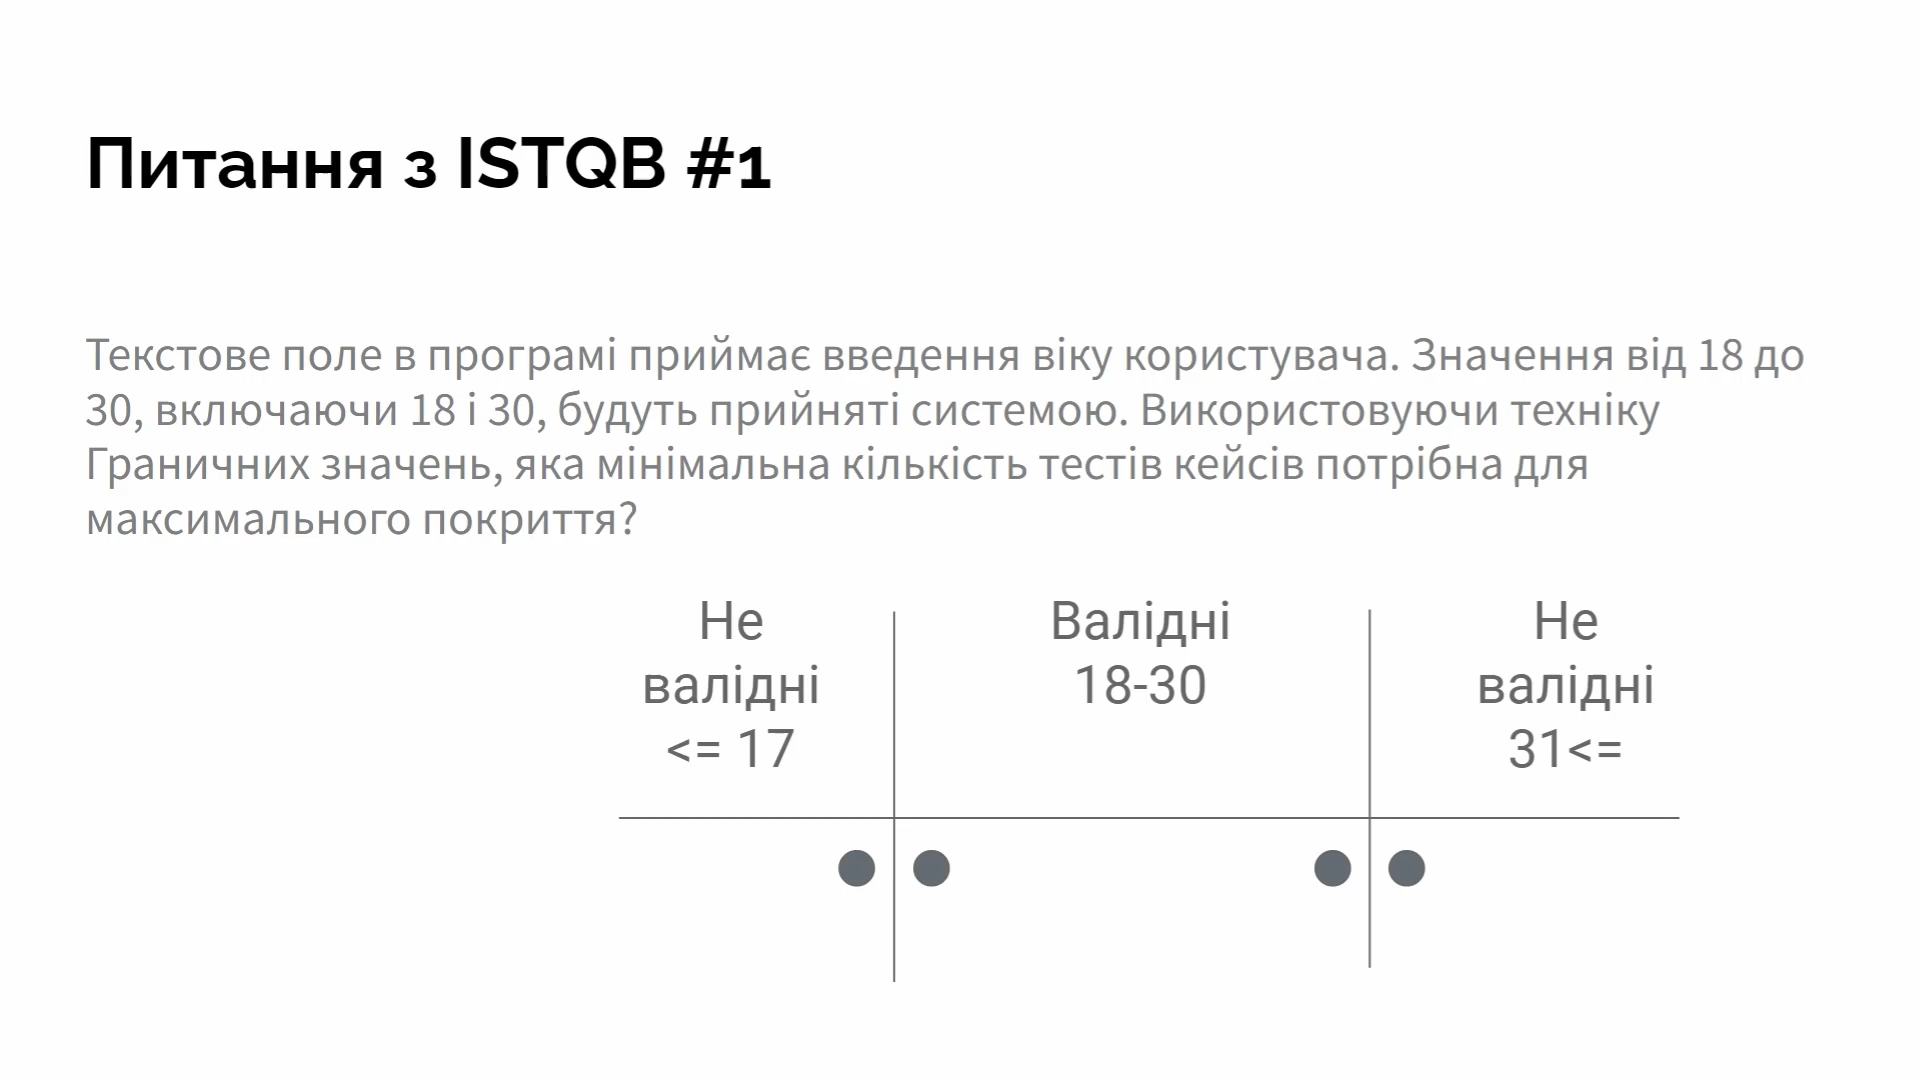 Питання з ISTQB #1
Текстове поле в програмі приймає введення віку користувача. Значення від 18 до
30, включаючи 18 і 30, будуть прийняті системою. Використовуючи техніку
Граничних значень, яка мінімальна кількість тестів кейсів потрібна для
максимального покриття?
Не
валідні
<= 17
Валідні
18-30
Не
валідні
31<=